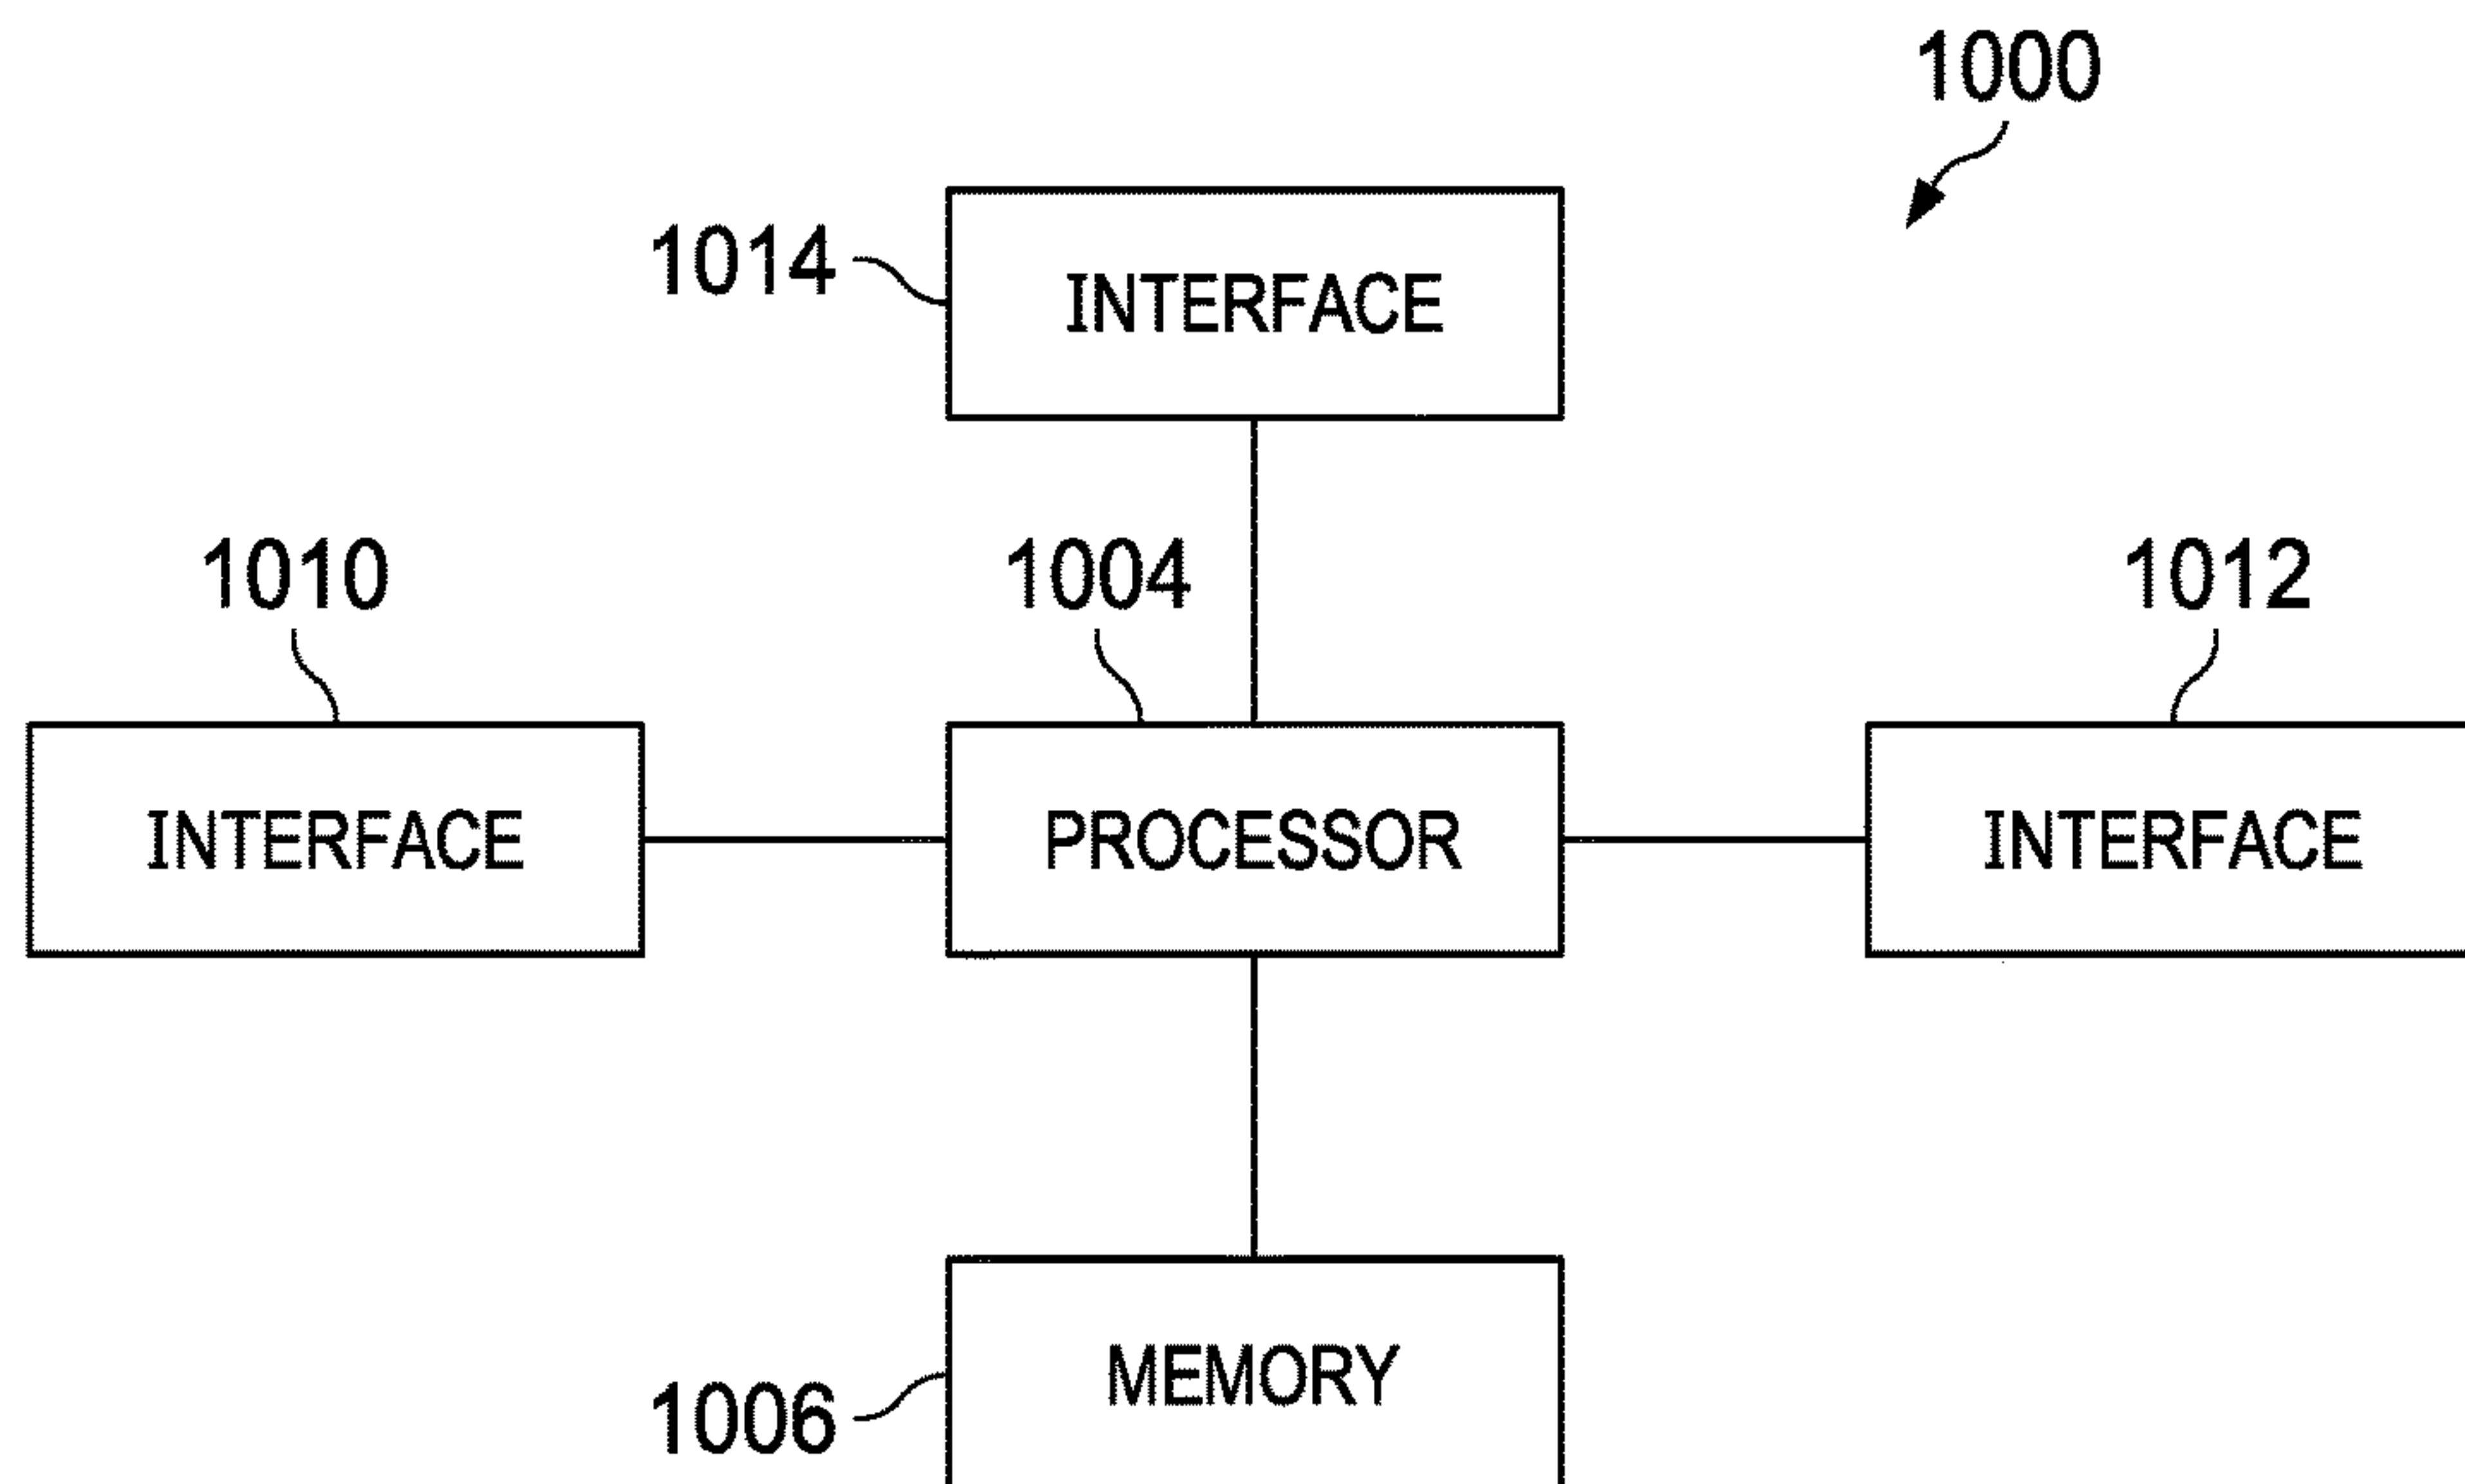 1000
1014
INTERFACE
1010
1004
1012
INTERFACE
PROCESSOR
INTERFACE
MEMORY
1006